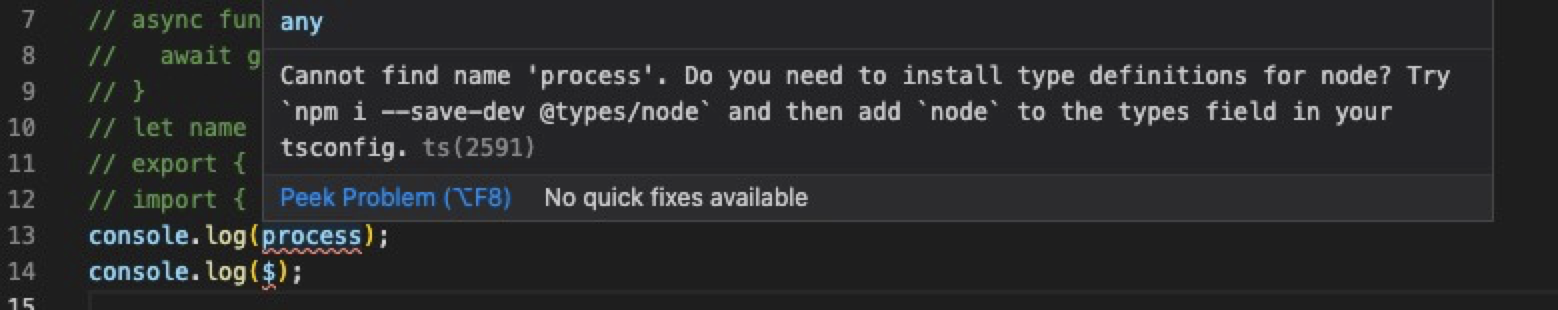 any
Cannot find name 'process'. Do you need to install type definitions for node? Try
`npm i --save-dev @types/node` and then add `node` to the types field in your
tsconfig. ts(2591)
Peek Problem (⌥F8) No quick fixes available
7 // async fun
8 // await g
9 // }
10 // let name
11 // export {
12 // import {
13 console.log(process);
14 console.log($);
15